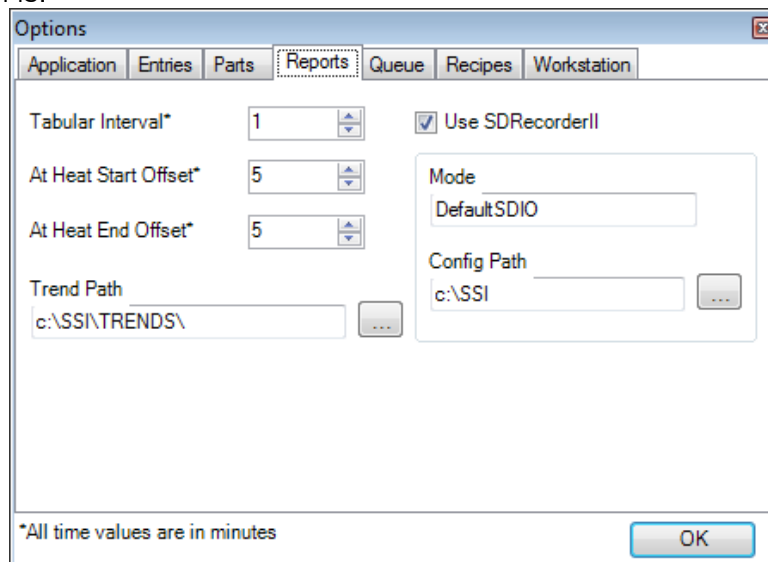 Options
Application Entries Parts Reports Queue Recipes Workstation
Tabular Interval* 1
Use SDRecorderII
At Heat Start Offset* 5
At Heat End Offset* 5
Mode
DefaultSDIO
Config Path
c:\SSI ...
Trend Path
c:\SSI\TRENDS\ ...
*All time values are in minutes
OK